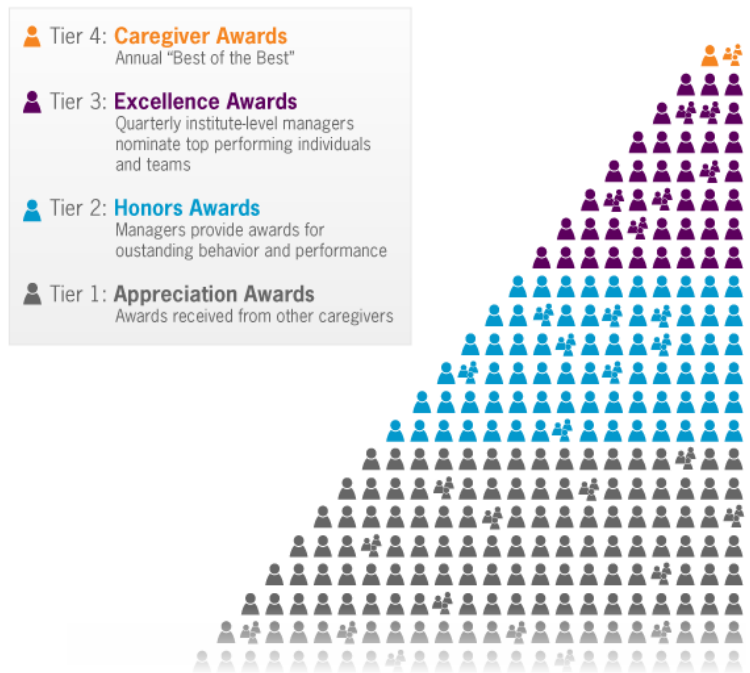 Tier 4: Caregiver Awards
Annual “Best of the Best”
Tier 3: Excellence Awards
Quarterly institute-level managers
nominate top performing individuals
and teams
Tier 2: Honors Awards
Managers provide awards for
oustanding behavior and performance
Tier 1: Appreciation Awards
Awards received from other caregivers